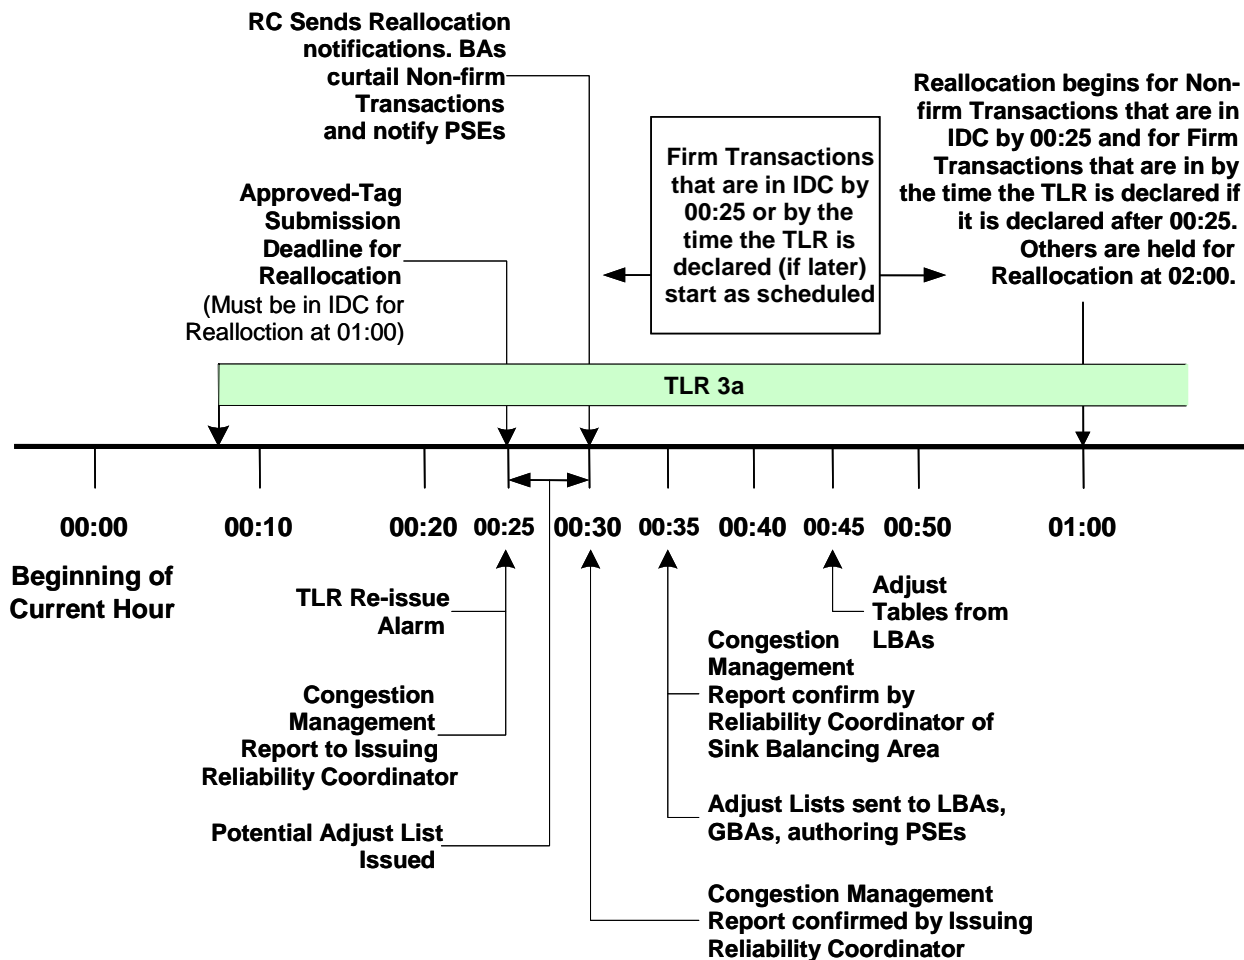 RC Sends Reallocation
notifications. BAs
curtail Non-firm
Transactions
and notify PSEs
Approved-Tag
Submission
Deadline for
Reallocation
(Must be in IDC for
Realloction at 01:00)
Firm Transactions
that are in IDC by
00:25 or by the
time the TLR is
declared (if later)
start as scheduled
Reallocation begins for Non-
firm Transactions that are in
IDC by 00:25 and for Firm
Transactions that are in by
the time the TLR is declared if
it is declared after 00:25.
Others are held for
Reallocation at 02:00.
TLR 3a
00:00
00:10
00:20
00:25
00:30
00:35
00:40
00:45
00:50
01:00
Beginning of
Current Hour
TLR Re-issue
Alarm
Congestion
Management
Report to Issuing
Reliability Coordinator
Potential Adjust List
Issued
Adjust
Tables from
LBAs
Congestion
Management
Report confirm by
Reliability Coordinator of
Sink Balancing Area
Adjust Lists sent to LBAs,
GBAs, authoring PSEs
Congestion Management
Report confirmed by Issuing
Reliability Coordinator